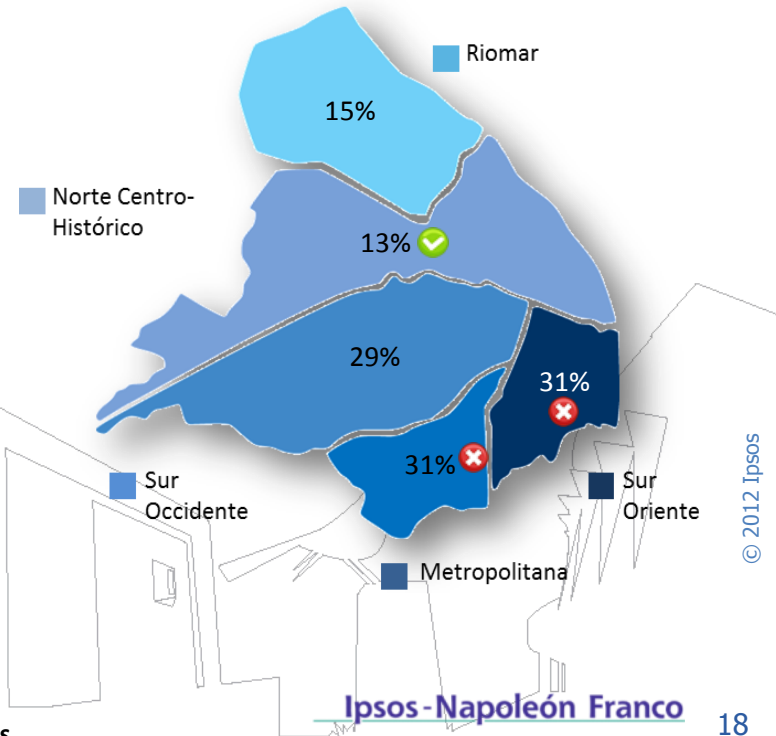 Riomar
15%
Norte Centro-
Histórico
13%
29%
31%
31%
Sur
Occidente
Sur
Oriente
Metropolitana
© 2012 Ipsos
Ipsos-Napoleón Franco
18